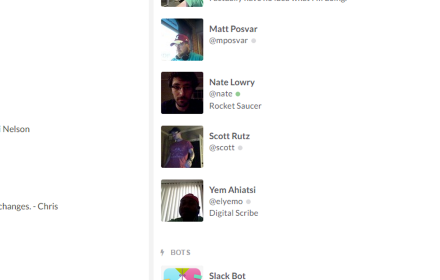 Matt Posvar
@mposvar
Nate Lowry
@nate
Rocket Saucer
Nelson
Scott Rutz
@scott
Yem Ahiatsi
@elyemo
changes. - Chris
Digital Scribe
BOTS
Slack Bot